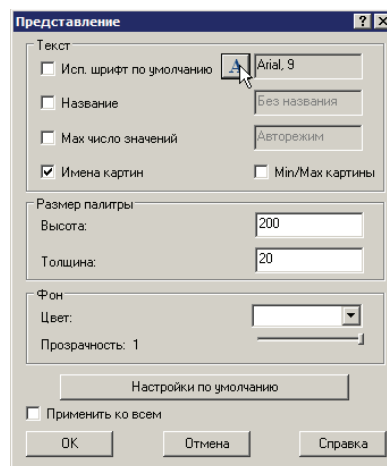 Представление
Текст
Исп. шрифт по умолчанию A Arial, 9
Название Без названия
Max число значений Авторежим
Имена картин Min/Max картины
Размер палитры
Высота: 200
Толщина: 20
Фон
Цвет:
Прозрачность: 1
Настройки по умолчанию
Применить ко всем
OK Отмена Справка